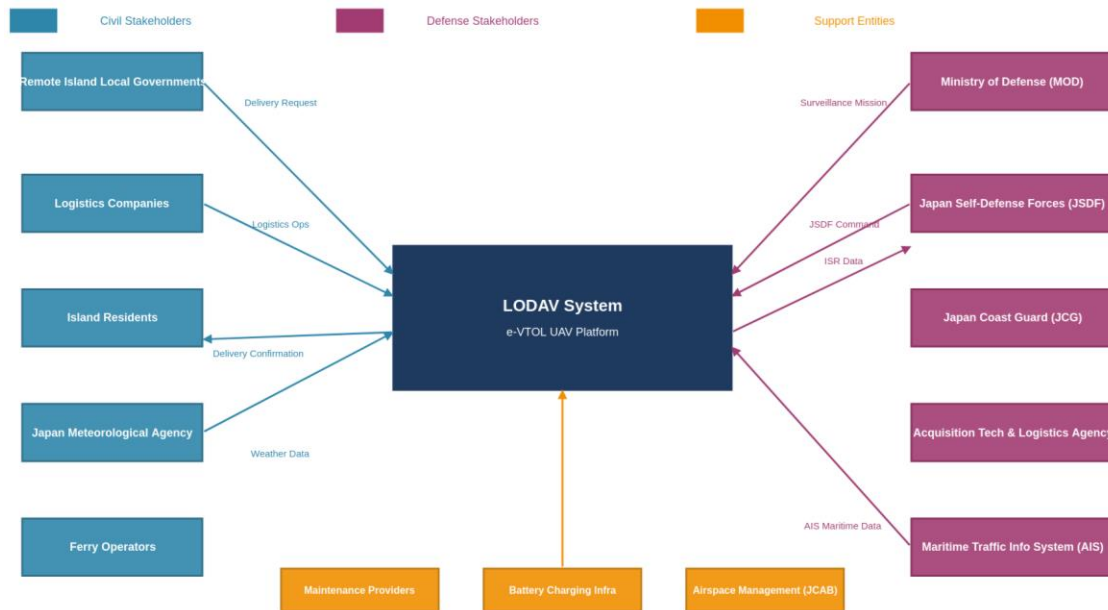 Civil Stakeholders
Defense Stakeholders
Support Entities
Remote Island Local Governments
Ministry of Defense (MOD)
Delivery Request
Surveillance Mission
Logistics Companies
Japan Self-Defense Forces (JSDF)
Logistics Ops
JSDF Command
ISR Data
LODAV System
e-VTOL UAV Platform
Island Residents
Japan Coast Guard (JCG)
Delivery Confirmation
Japan Meteorological Agency
Acquisition Tech & Logistics Agency
Weather Data
AIS Maritime Data
Ferry Operators
Maritime Traffic Info System (AIS)
Maintenance Providers
Battery Charging Infra
Airspace Management (JCAB)